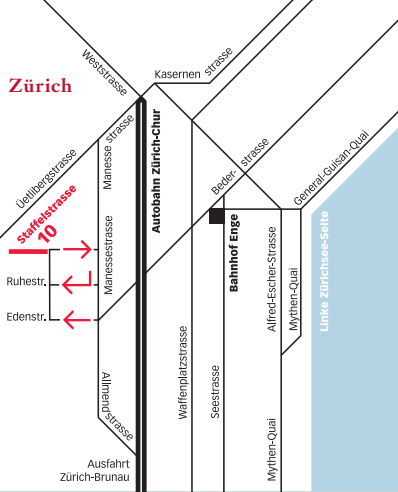 Zürich
Weststrasse
Kasernen strasse
Manesse strasse
Autobahn Zürich-Chur
Üetlibergstrasse
Beder- strasse
General-Guisan-Quai
Staffelstrasse
10
Manessestrasse
Bahnhof Enge
Alfred-Escher-Strasse
Mythen-Quai
Linke Zürichsee-Seite
Ruhestr.
Edenstr.
Waffenplatzstrasse
Seestrasse
Allmend strasse
Mythen-Quai
Ausfahrt
Zürich-Brunau